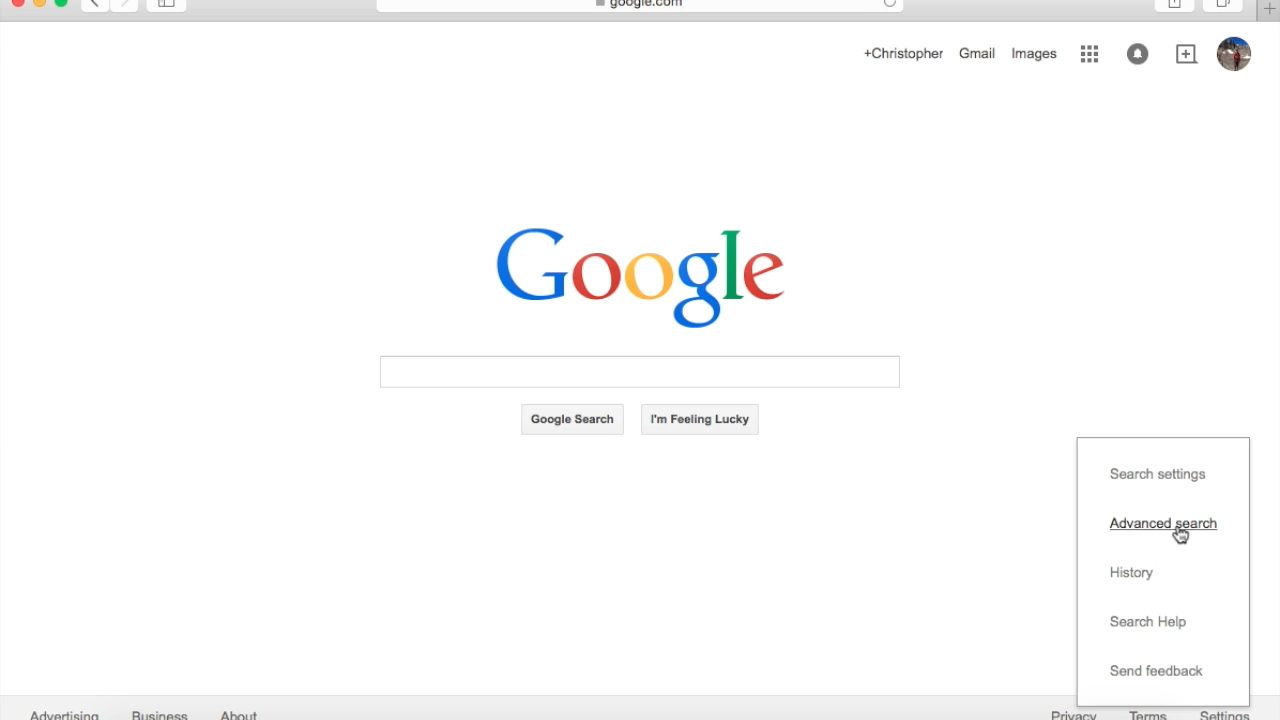 google.com
+Christopher Gmail Images
Google
Google Search I'm Feeling Lucky
Search settings
Advanced search
History
Search Help
Send feedback
Advertising Business About Privacy Terms Settings